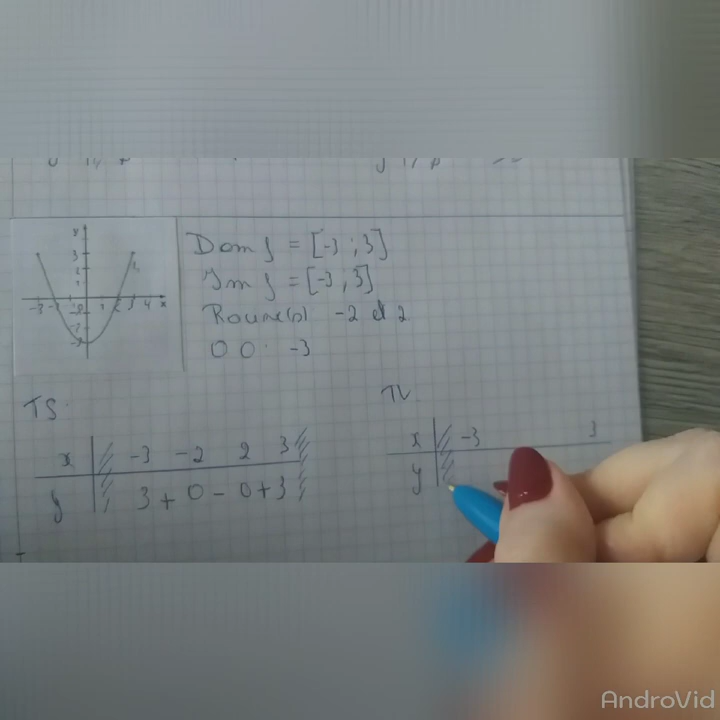 Dom f = [-3 ; 3]
Im f = [-3, 3]
Racine(s) -2 et 2
OO: -3
TS:
x -3 -2 2 3
y 3 + 0 - 0 + 3
TV
x -3 3
y
AndroVid